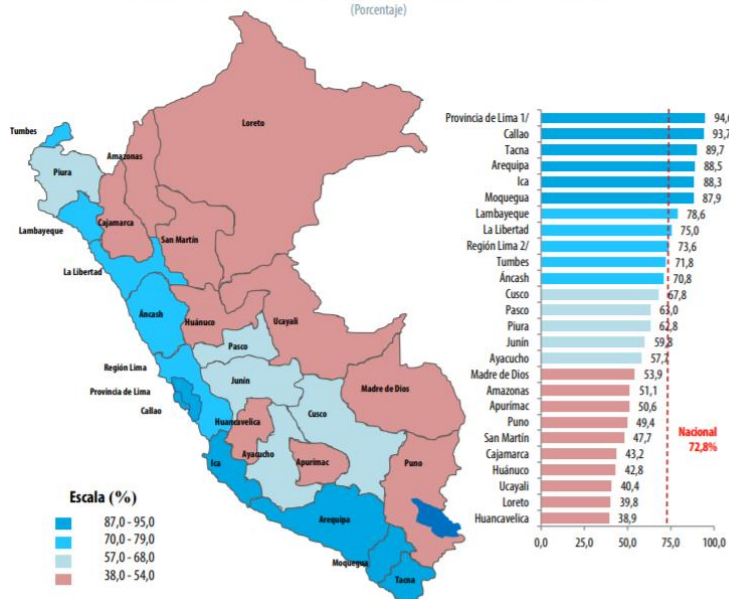 (Porcentaje)
Tumbes
Piura
Lambayeque
Amazonas
Cajamarca
San Martín
Loreto
La Libertad
Áncash
Huánuco
Ucayali
Pasco
Región Lima
Junín
Provincia de Lima
Callao
Madre de Dios
Cusco
Huancavelica
Ica
Ayacucho
Apurímac
Puno
Arequipa
Moquegua
Tacna
Escala (%)
87,0 - 95,0
70,0 - 79,0
57,0 - 68,0
38,0 - 54,0
Provincia de Lima 1/ 94,6
Callao 93,7
Tacna 89,7
Arequipa 88,5
Ica 88,3
Moquegua 87,9
Lambayeque 78,6
La Libertad 75,0
Región Lima 2/ 73,6
Tumbes 71,8
Áncash 70,8
Cusco 67,8
Pasco 63,0
Piura 62,8
Junín 59,8
Ayacucho 57,2
Madre de Dios 53,9
Amazonas 51,1
Apurímac 50,6
Puno 49,4
San Martín 47,7
Cajamarca 43,2
Huánuco 42,8
Ucayali 40,4
Loreto 39,8
Huancavelica 38,9
Nacional
72,8%
0,0 25,0 50,0 75,0 100,0